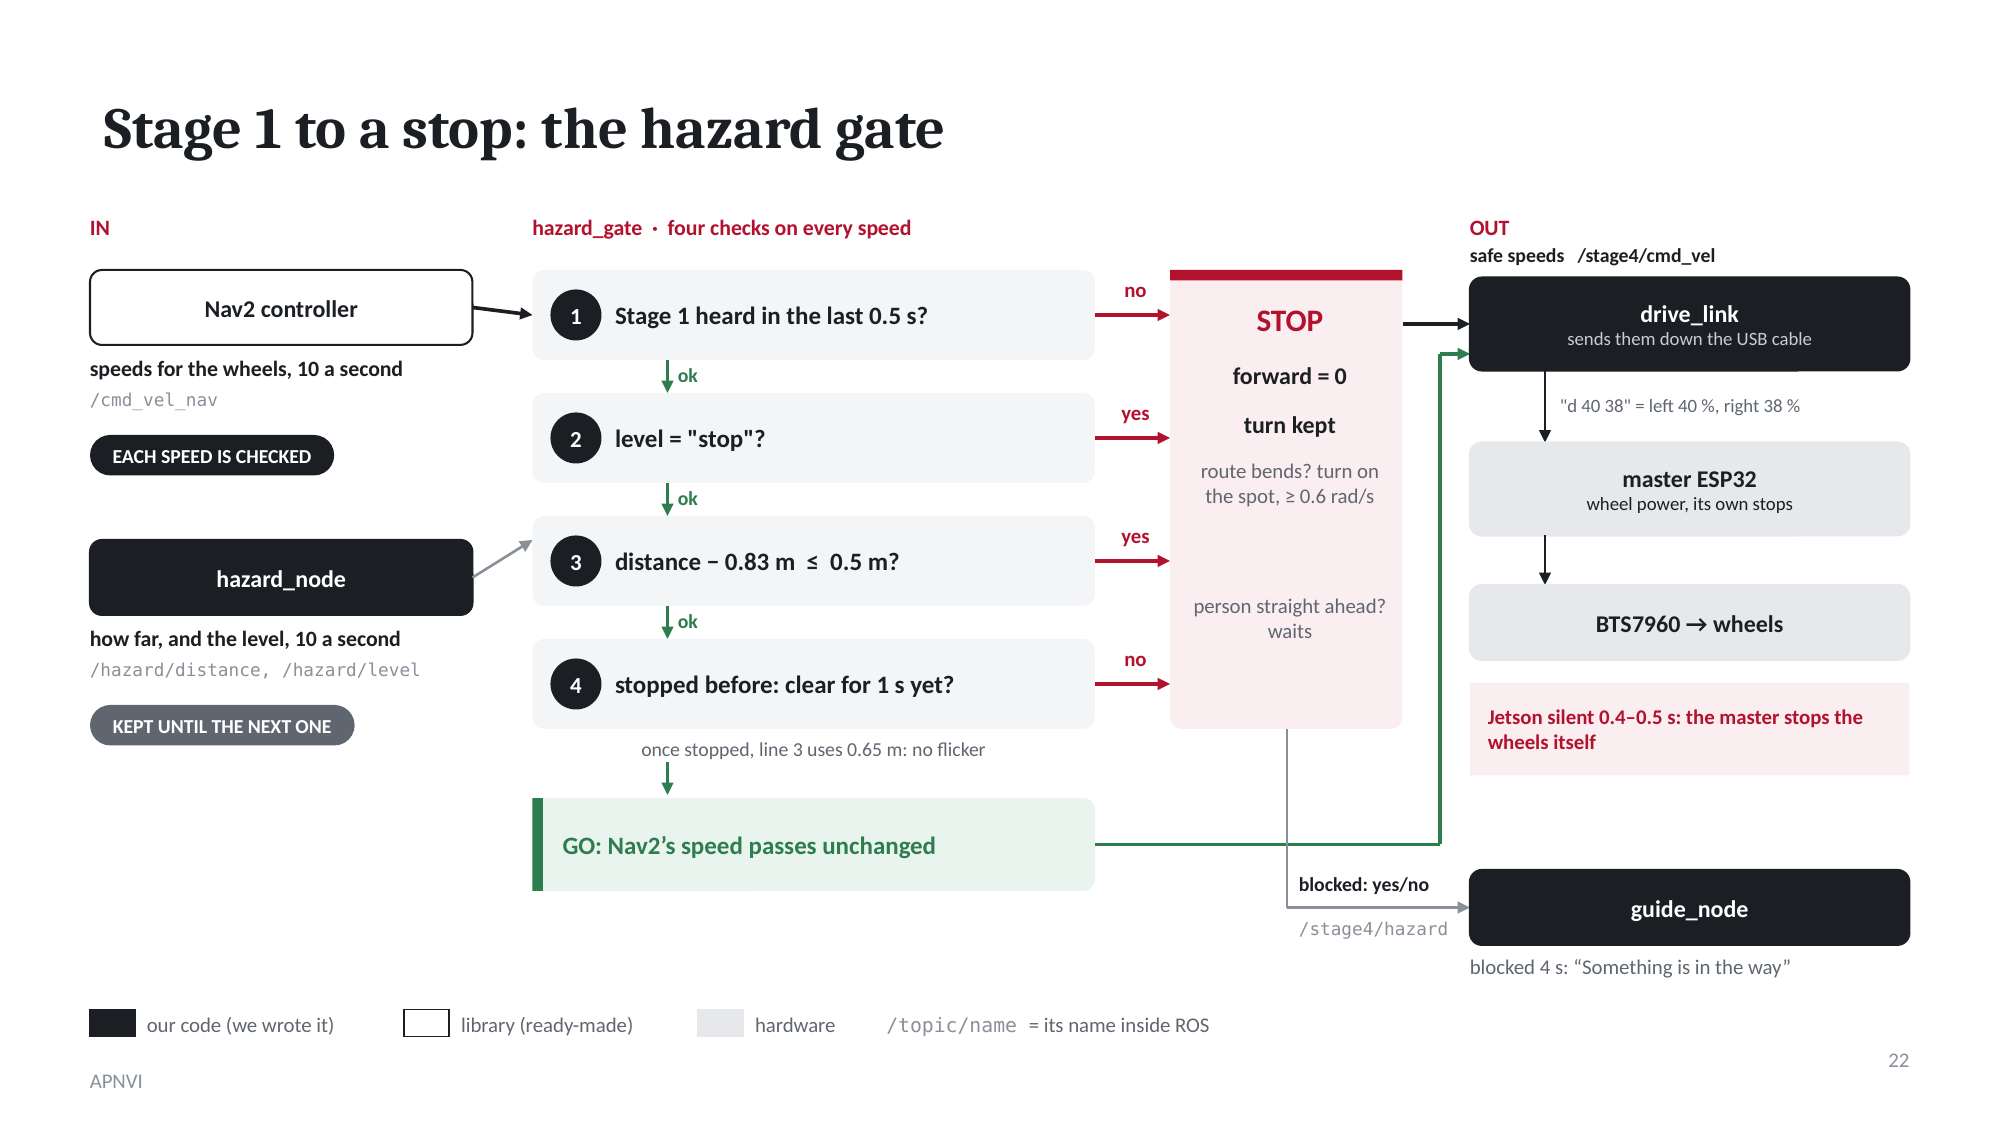 Stage 1 to a stop: the hazard gate
IN
hazard_gate · four checks on every speed
OUT
safe speeds /stage4/cmd_vel
Nav2 controller
speeds for the wheels, 10 a second
/cmd_vel_nav
EACH SPEED IS CHECKED
hazard_node
how far, and the level, 10 a second
/hazard/distance, /hazard/level
KEPT UNTIL THE NEXT ONE
1 Stage 1 heard in the last 0.5 s?
no
ok
2 level = "stop"?
yes
ok
3 distance − 0.83 m ≤ 0.5 m?
yes
ok
4 stopped before: clear for 1 s yet?
no
once stopped, line 3 uses 0.65 m: no flicker
GO: Nav2’s speed passes unchanged
STOP
forward = 0
turn kept
route bends? turn on
the spot, ≥ 0.6 rad/s
person straight ahead?
waits
drive_link
sends them down the USB cable
"d 40 38" = left 40 %, right 38 %
master ESP32
wheel power, its own stops
BTS7960 → wheels
Jetson silent 0.4–0.5 s: the master stops the
wheels itself
blocked: yes/no
/stage4/hazard
guide_node
blocked 4 s: “Something is in the way”
our code (we wrote it)
library (ready-made)
hardware
/topic/name = its name inside ROS
22
APNVI